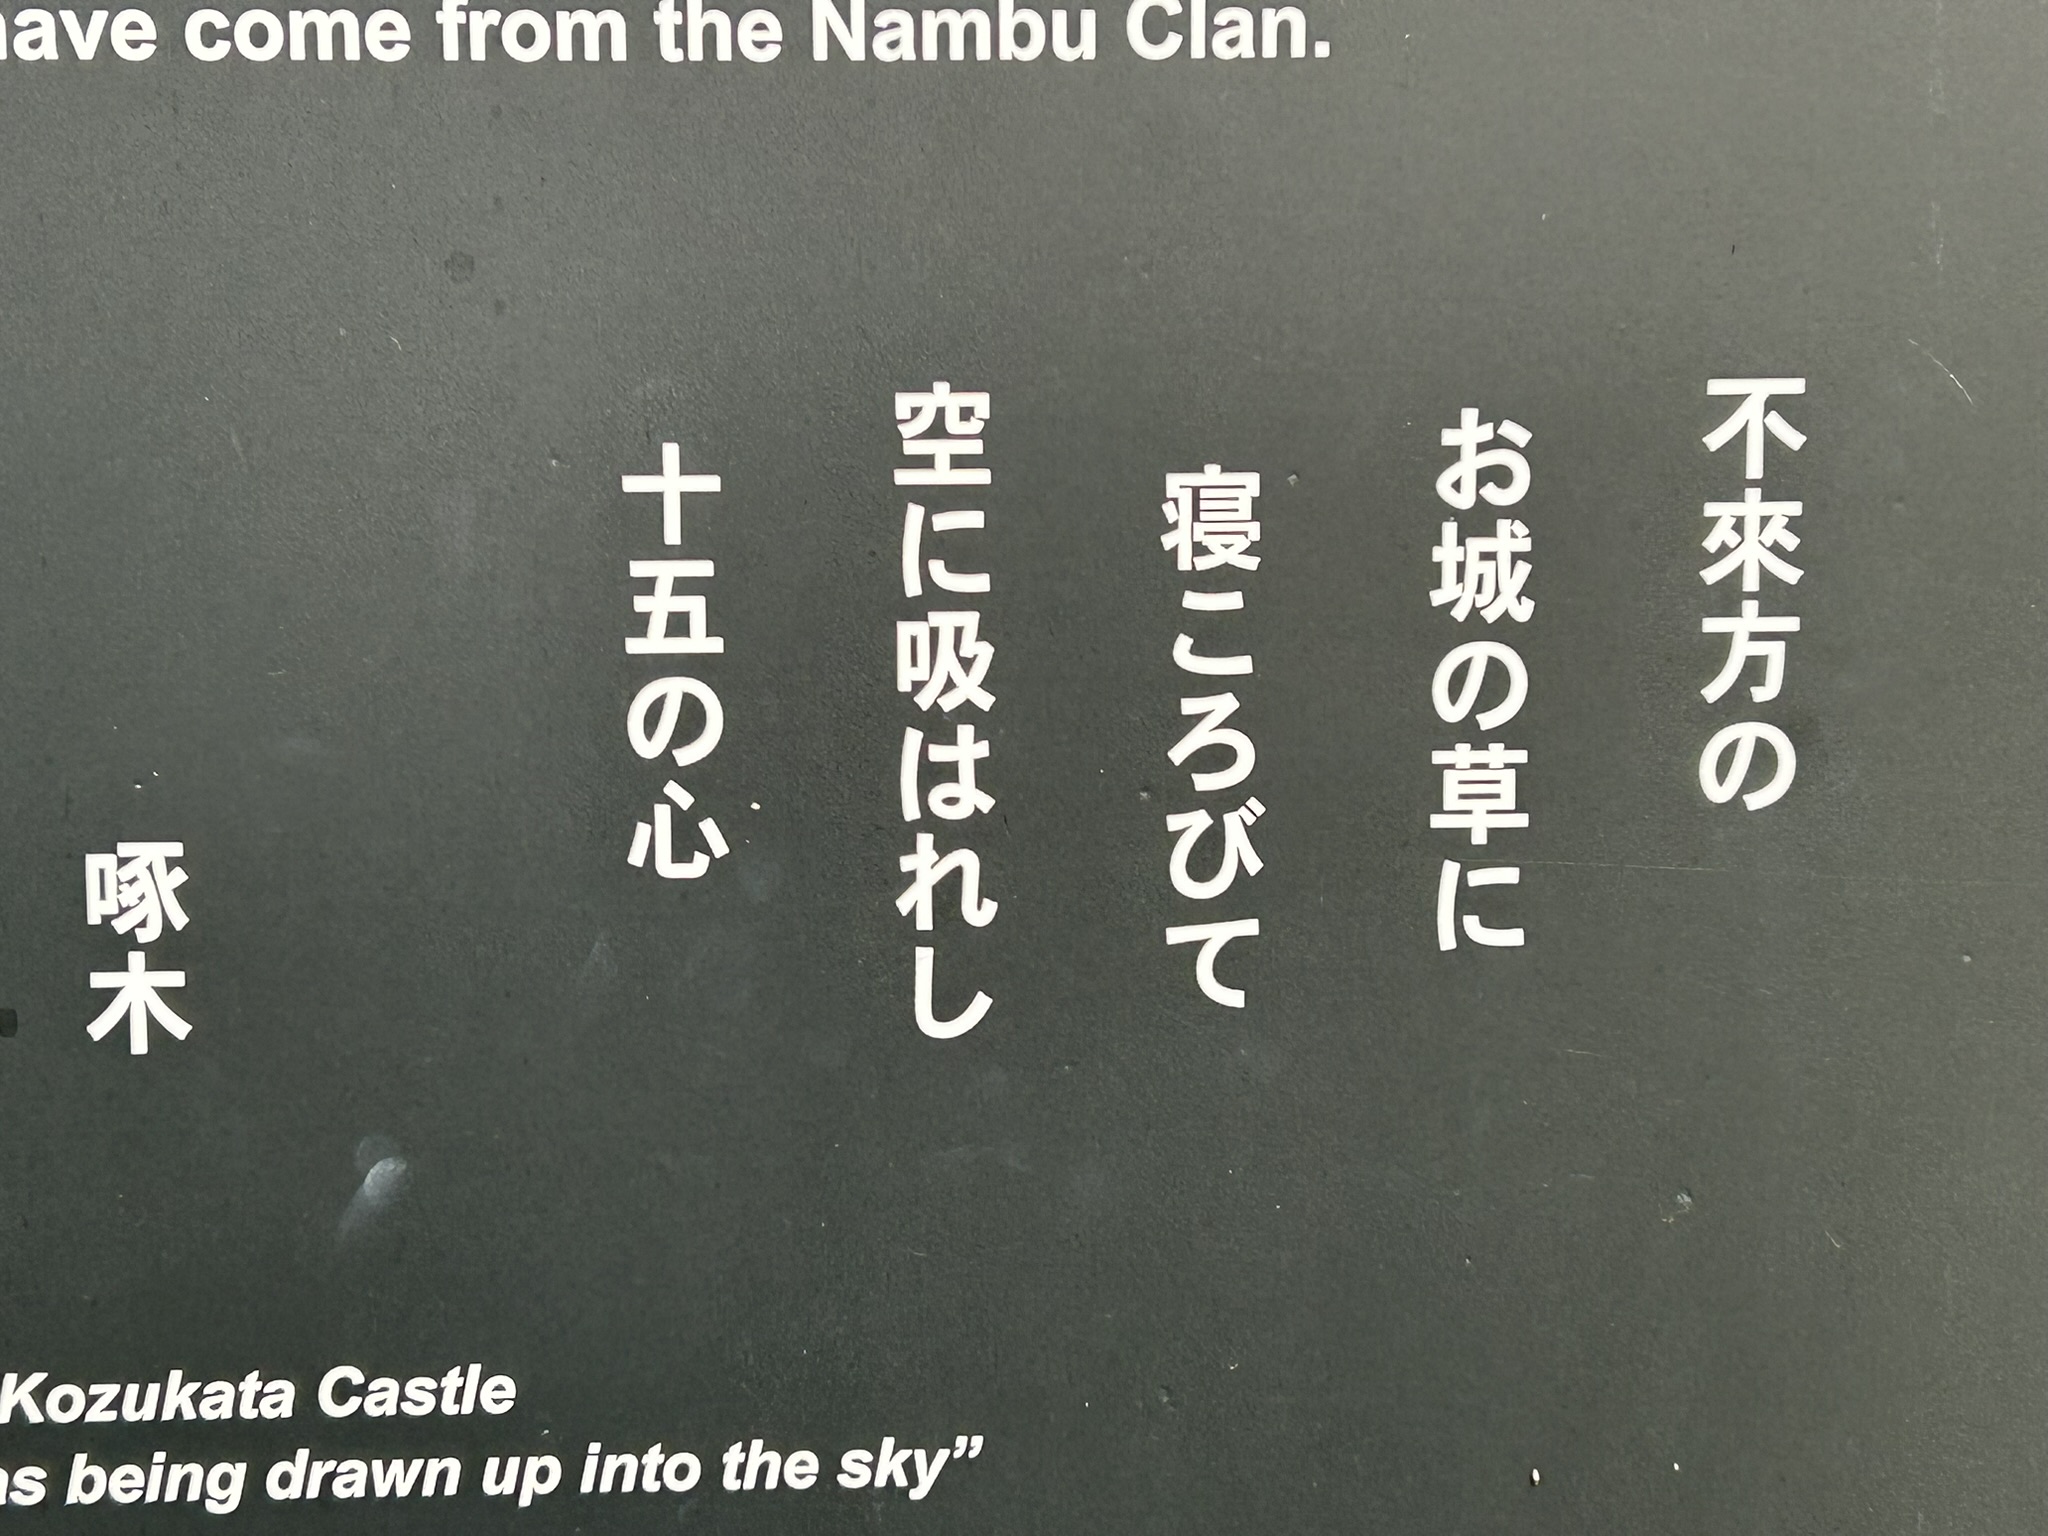 have come from the Nambu Clan.
不來方の
お城の草に
寝ころびて
空に吸はれし
十五の心
啄木
Kozukata Castle
as being drawn up into the sky”